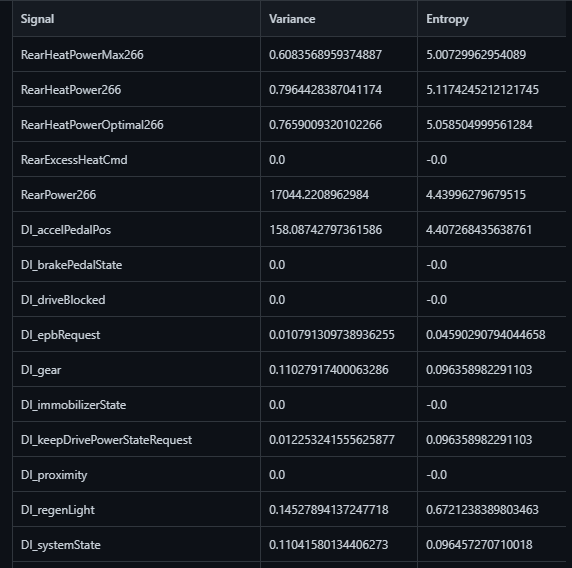 Signal Variance Entropy
RearHeatPowerMax266 0.6083568959374887 5.00729962954089
RearHeatPower266 0.7964428387041174 5.1174245212121745
RearHeatPowerOptimal266 0.7659009320102266 5.058504999561284
RearExcessHeatCmd 0.0 -0.0
RearPower266 17044.2208962984 4.43996279679515
DI_accelPedalPos 158.08742797361586 4.407268435638761
DI_brakePedalState 0.0 -0.0
DI_driveBlocked 0.0 -0.0
DI_epbRequest 0.010791309738936255 0.04590290794044658
DI_gear 0.11027917400063286 0.096358982291103
DI_immobilizerState 0.0 -0.0
DI_keepDrivePowerStateRequest 0.012253241555625877 0.096358982291103
DI_proximity 0.0 -0.0
DI_regenLight 0.14527894137247718 0.6721238389803463
DI_systemState 0.11041580134406273 0.096457270710018